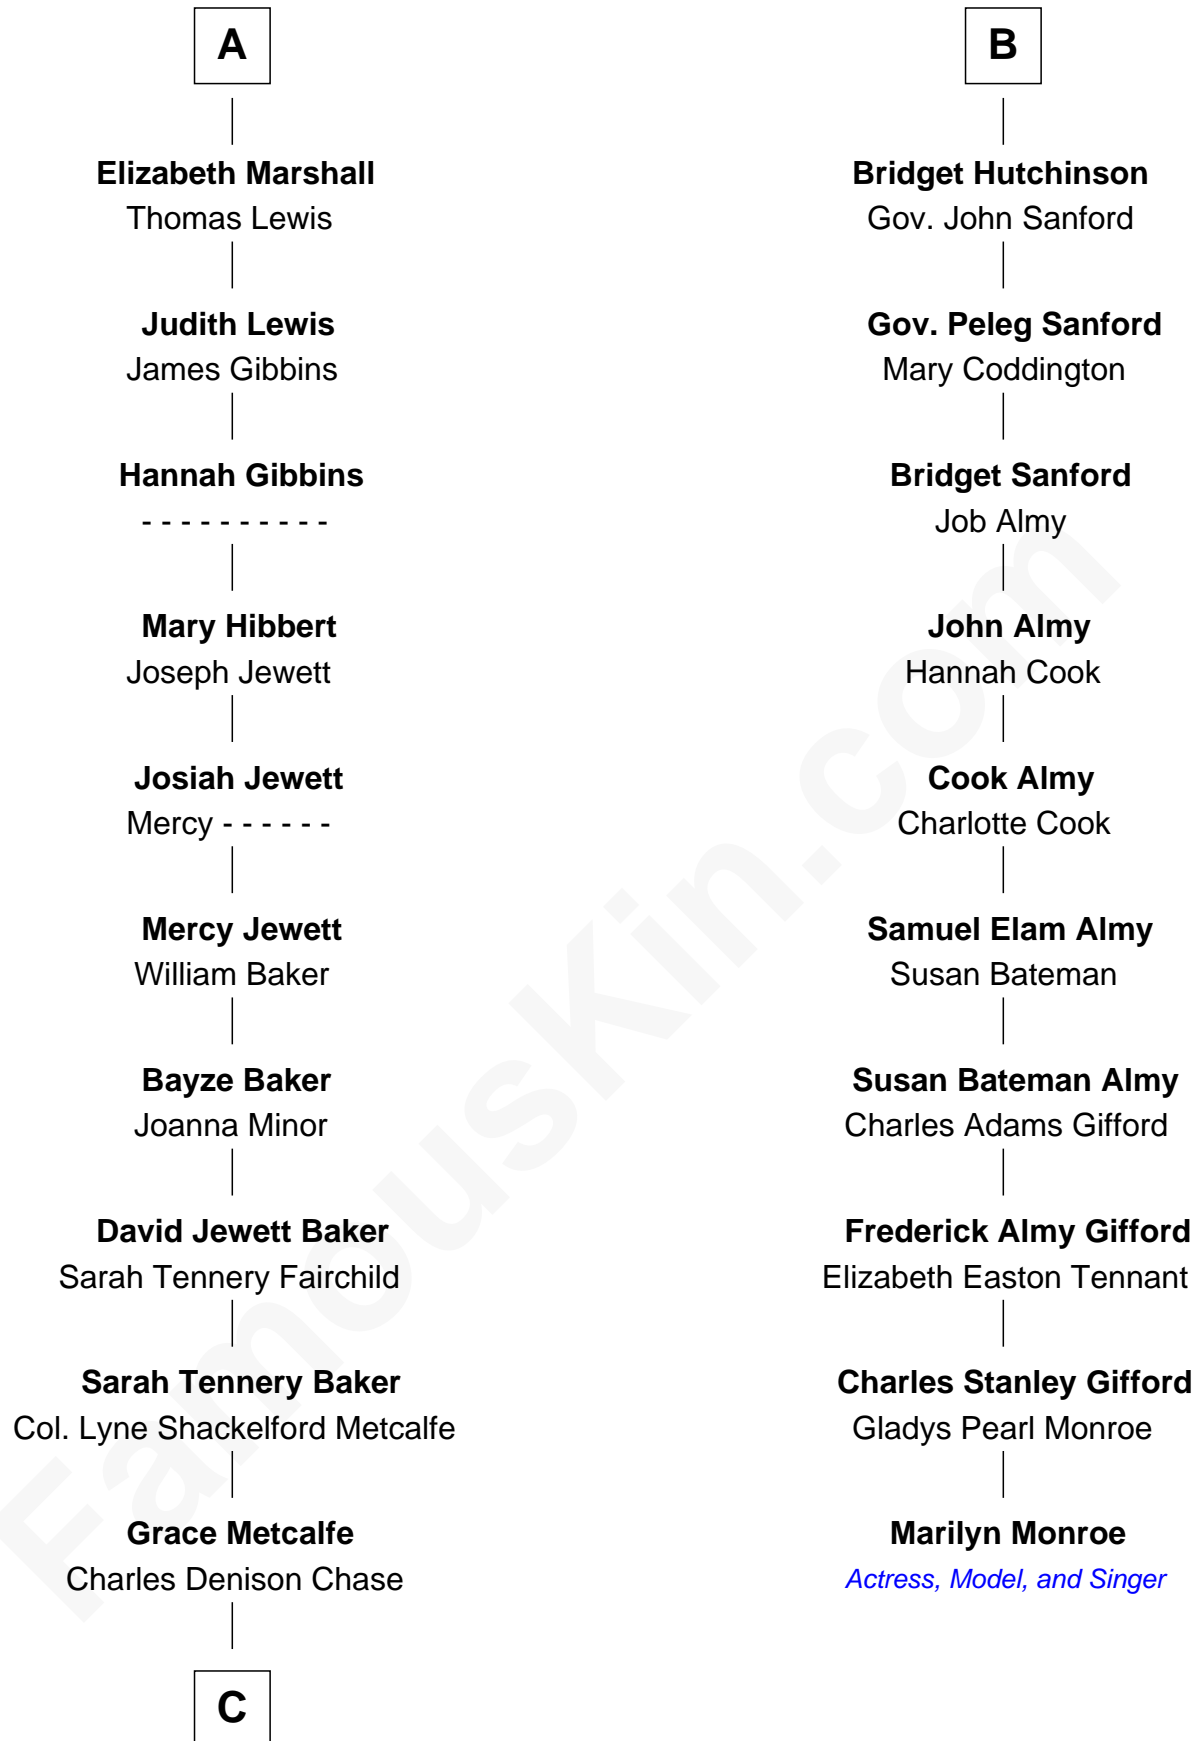 A
Elizabeth Marshall
Thomas Lewis
Judith Lewis
James Gibbins
Hannah Gibbins
- - - - - - - - - -
Mary Hibbert
Joseph Jewett
Josiah Jewett
Mercy - - - - - -
Mercy Jewett
William Baker
Bayze Baker
Joanna Minor
David Jewett Baker
Sarah Tennery Fairchild
Sarah Tennery Baker
Col. Lyne Shackelford Metcalfe
Grace Metcalfe
Charles Denison Chase
C
B
Bridget Hutchinson
Gov. John Sanford
Gov. Peleg Sanford
Mary Coddington
Bridget Sanford
Job Almy
John Almy
Hannah Cook
Cook Almy
Charlotte Cook
Samuel Elam Almy
Susan Bateman
Susan Bateman Almy
Charles Adams Gifford
Frederick Almy Gifford
Elizabeth Easton Tennant
Charles Stanley Gifford
Gladys Pearl Monroe
Marilyn Monroe
Actress, Model, and Singer
FamousKin.com